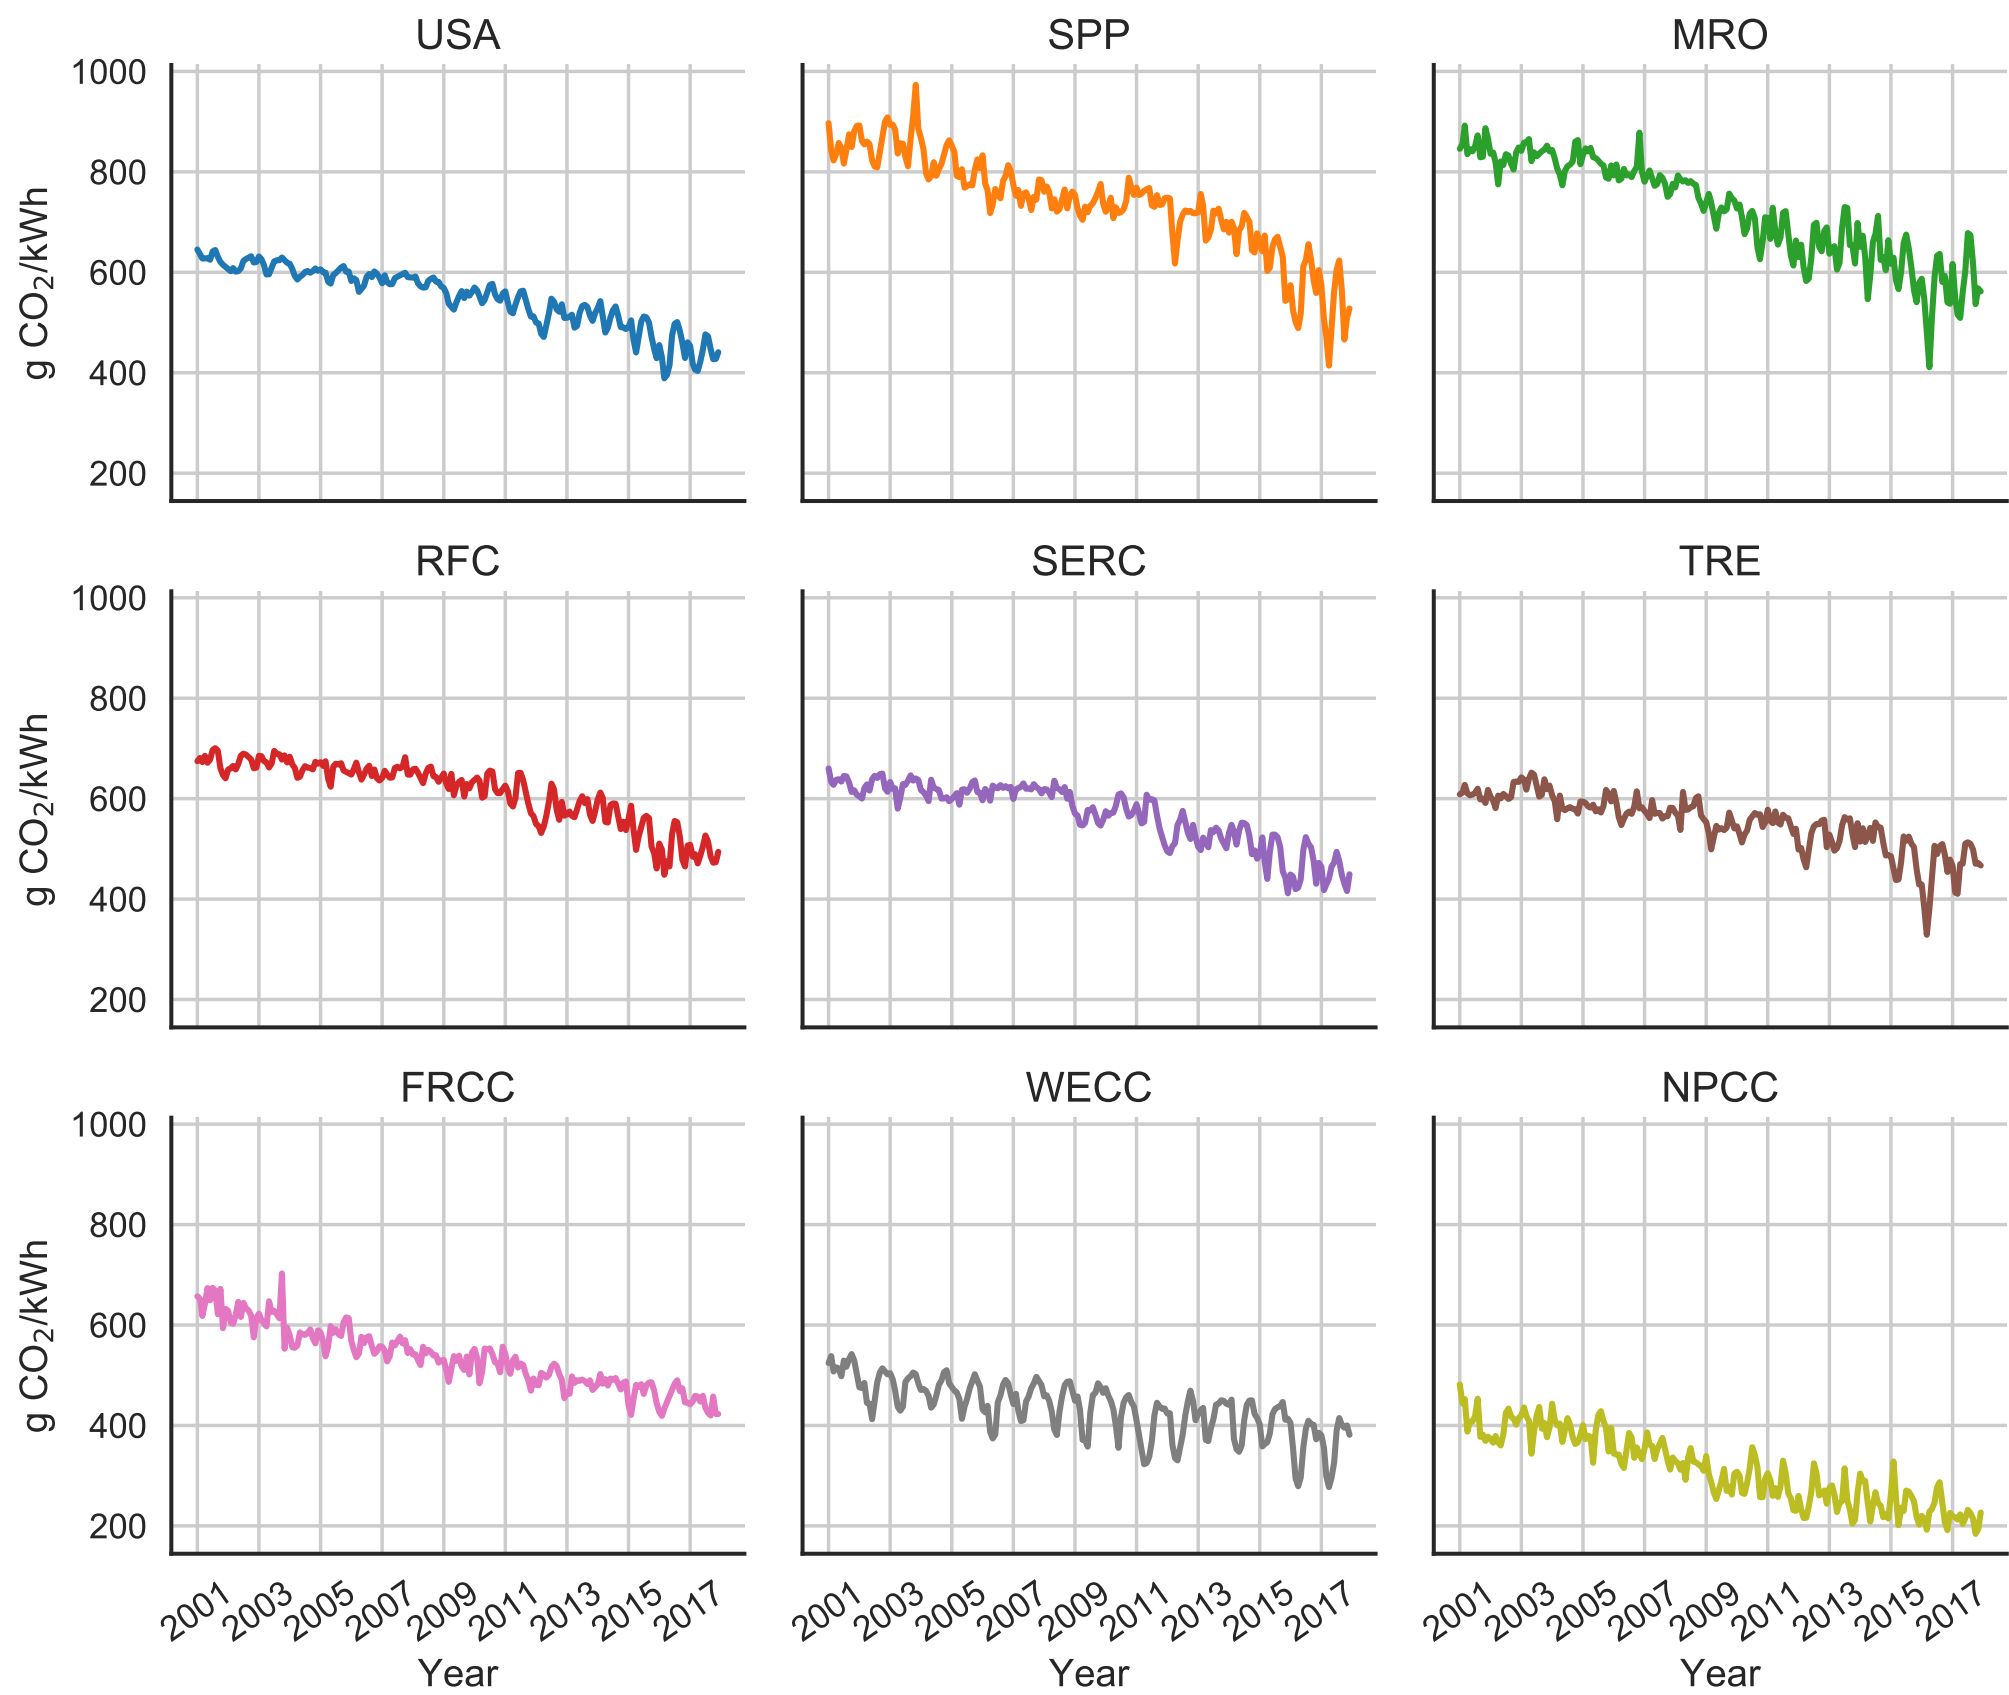 USA SPP MRO
1000
800
600
400
200
g CO₂/kWh
RFC SERC TRE
1000
800
600
400
200
g CO₂/kWh
FRCC WECC NPCC
1000
800
600
400
200
g CO₂/kWh
2001 2003 2005 2007 2009 2011 2013 2015 2017 2001 2003 2005 2007 2009 2011 2013 2015 2017 2001 2003 2005 2007 2009 2011 2013 2015 2017
Year Year Year